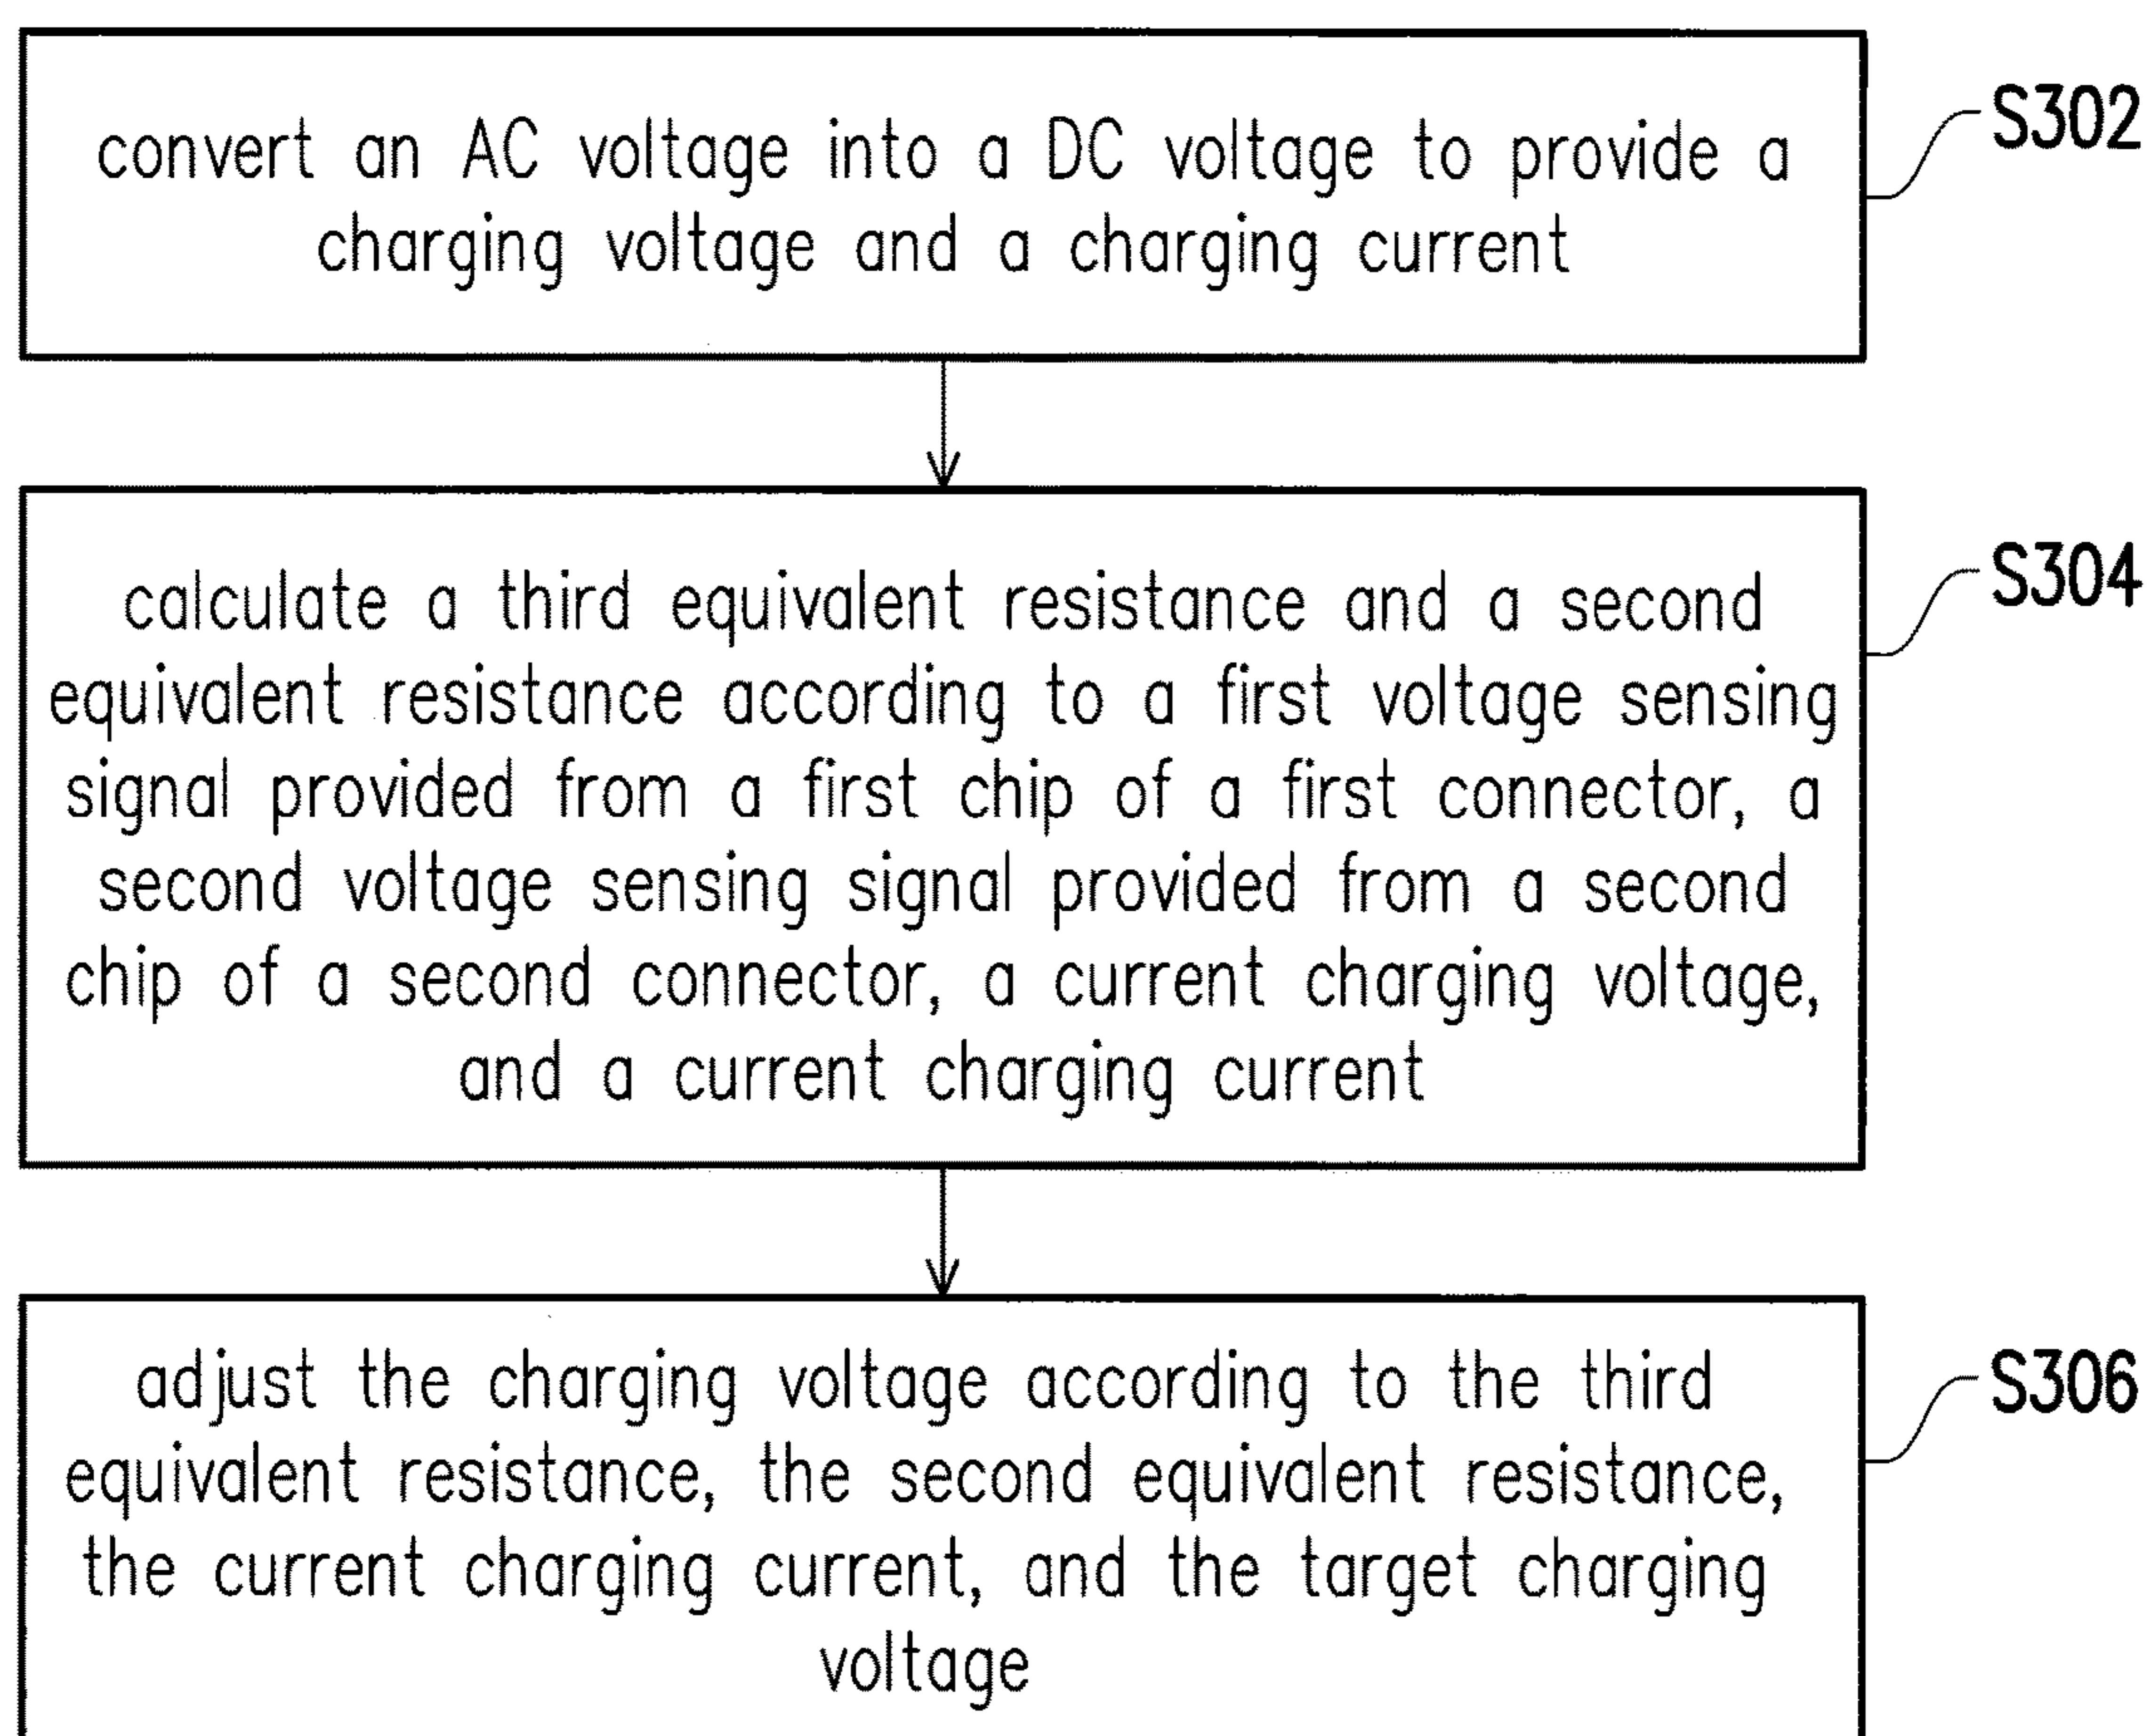 convert an AC voltage into a DC voltage to provide a
charging voltage and a charging current
S302
calculate a third equivalent resistance and a second
equivalent resistance according to a first voltage sensing
signal provided from a first chip of a first connector, a
second voltage sensing signal provided from a second
chip of a second connector, a current charging voltage,
and a current charging current
S304
adjust the charging voltage according to the third
equivalent resistance, the second equivalent resistance,
the current charging current, and the target charging
voltage
S306